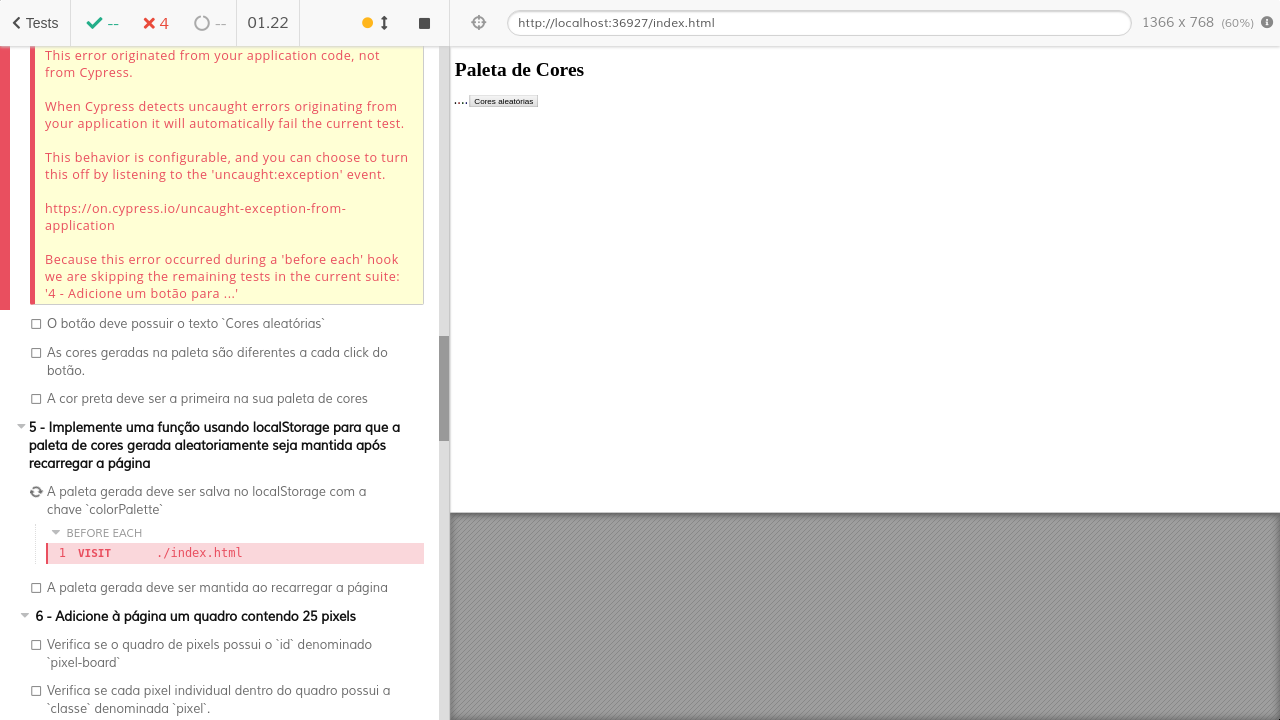 Tests
--
4
--
01.22
http://localhost:36927/index.html
1366 x 768 (60%)
This error originated from your application code, not
from Cypress.
When Cypress detects uncaught errors originating from
your application it will automatically fail the current test.
This behavior is configurable, and you can choose to turn
this off by listening to the 'uncaught:exception' event.
https://on.cypress.io/uncaught-exception-from-
application
Because this error occurred during a 'before each' hook
we are skipping the remaining tests in the current suite:
'4 - Adicione um botão para ...'
O botão deve possuir o texto `Cores aleatórias`
As cores geradas na paleta são diferentes a cada click do
botão.
A cor preta deve ser a primeira na sua paleta de cores
5 - Implemente uma função usando localStorage para que a
paleta de cores gerada aleatoriamente seja mantida após
recarregar a página
A paleta gerada deve ser salva no localStorage com a
chave `colorPalette`
BEFORE EACH
1 VISIT ./index.html
A paleta gerada deve ser mantida ao recarregar a página
6 - Adicione à página um quadro contendo 25 pixels
Verifica se o quadro de pixels possui o `id` denominado
`pixel-board`
Verifica se cada pixel individual dentro do quadro possui a
`classe` denominada `pixel`.
Paleta de Cores
.... Cores aleatórias